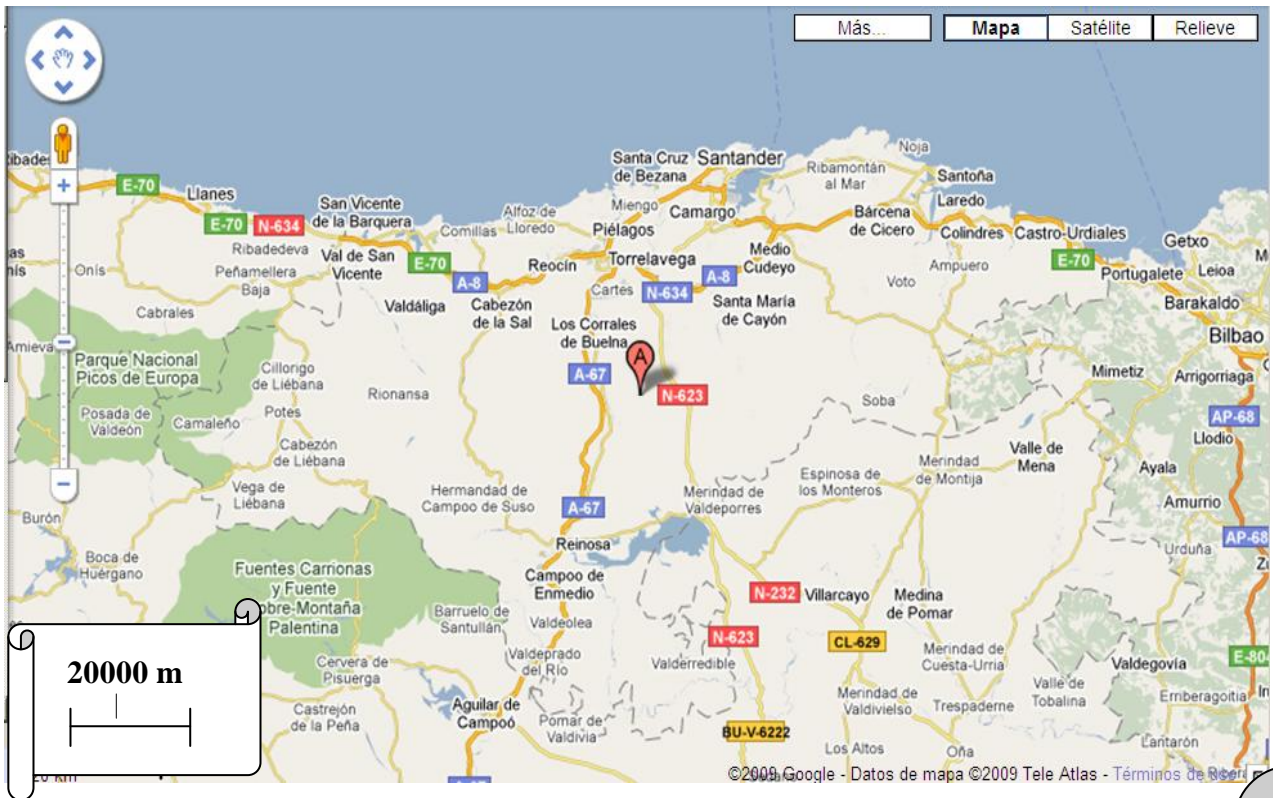 Más...
Mapa
Satélite
Relieve
Noja
Santa Cruz
de Bezana
Santander
Ribamontán
al Mar
Santoña
E-70
Llanes
San Vicente
de la Barquera
Alfoz de
Lloredo
Miengo
Camargo
Laredo
Bárcena
de Cicero
E-70
N-634
Comillas
Piélagos
Colindres
Castro-Urdiales
Getxo
Ribadedeva
Val de San
Vicente
E-70
Reocín
Torrelavega
Medio
Cudeyo
A-8
Ampuero
E-70
Portugalete
Leioa
Onís
Peñamellera
Baja
A-8
Cartes
N-634
Voto
Barakaldo
Cabrales
Valdáliga
Cabezón
de la Sal
Los Corrales
de Buelna
Santa María
de Cayón
Bilbao
Amieva
Parque Nacional
Picos de Europa
Cillorigo
de Liébana
A-67
A
N-623
Mimetiz
Arrigorriaga
Rionansa
Soba
Posada de
Valdeón
Camaleño
Potes
AP-68
Llodio
Cabezón
de Liébana
Valle de
Mena
Vega de
Liébana
Hermandad de
Campoo de Suso
Merindad de
Valdeporres
Espinosa de
los Monteros
Merindad
de Montija
Ayala
Amurrio
Burón
A-67
AP-68
Boca de
Huérgano
Reinosa
Urduña
Fuentes Carrionas
y Fuente
obre-Montaña
Palentina
Campoo de
Enmedio
N-232
Villarcayo
Medina
de Pomar
Barruelo de
Santullán
Valdeolea
N-623
CL-629
20000 m
Cervera de
Pisuerga
Valdeprado
del Río
Valderredible
Merindad de
Cuesta-Urria
Valdegovía
E-804
Valle de
Tobalina
Merindad de
Valdivielso
Trespaderne
Castrejón
de la Peña
Aguilar de
Campoó
Pomar de
Valdivia
BU-V-6222
Los Altos
Oña
Lantarón
©2009 Google - Datos de mapa ©2009 Tele Atlas - Términos de uso